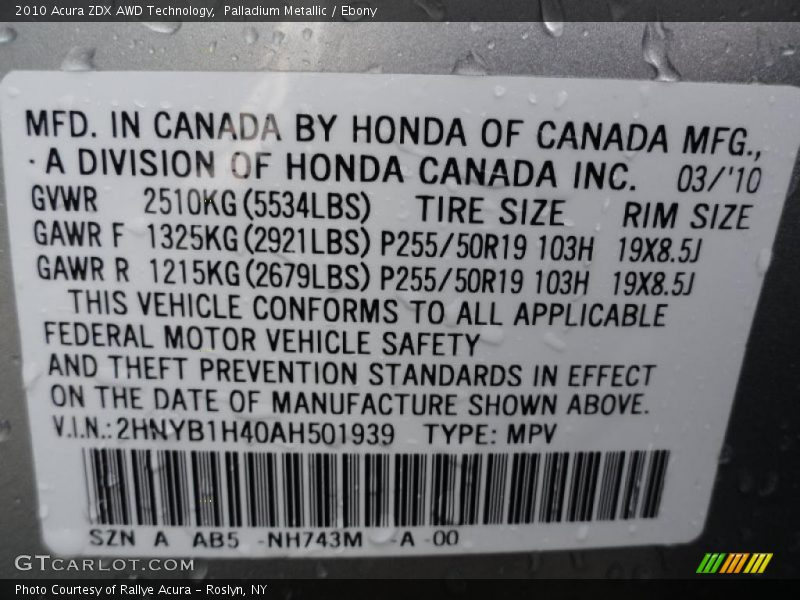 2010 Acura ZDX AWD Technology,  Palladium Metallic / Ebony
MFD. IN CANADA BY HONDA OF CANADA MFG.,
· A DIVISION OF HONDA CANADA INC. 03/'10
GVWR 2510KG(5534LBS) TIRE SIZE RIM SIZE
GAWR F 1325KG(2921LBS) P255/50R19 103H 19X8.5J
GAWR R 1215KG(2679LBS) P255/50R19 103H 19X8.5J
THIS VEHICLE CONFORMS TO ALL APPLICABLE
FEDERAL MOTOR VEHICLE SAFETY
AND THEFT PREVENTION STANDARDS IN EFFECT
ON THE DATE OF MANUFACTURE SHOWN ABOVE.
V.I.N.:2HNYB1H40AH501939 TYPE: MPV
SZN A AB5 -NH743M -A -00
GTCARLOT.COM
Photo Courtesy of Rallye Acura – Roslyn, NY